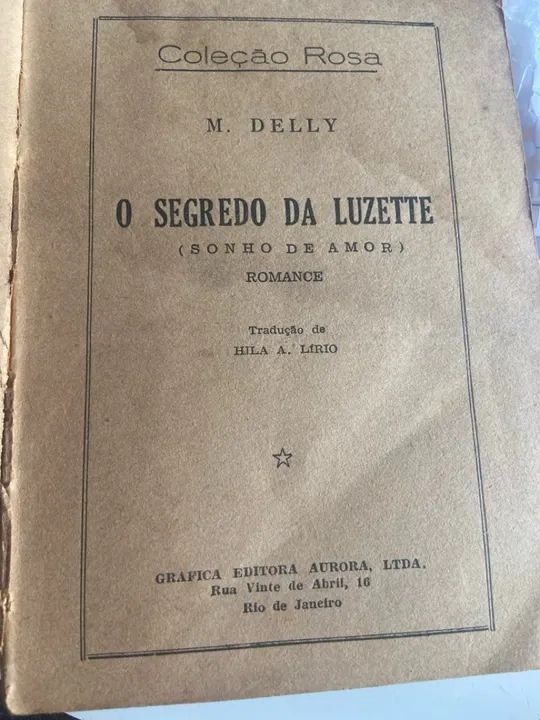 Coleção Rosa
M. DELLY
O SEGREDO DA LUZETTE
(SONHO DE AMOR)
ROMANCE
Tradução de
HILA A. LÍRIO
GRAFICA EDITORA AURORA, LTDA.
Rua Vinte de Abril, 16
Rio de Janeiro